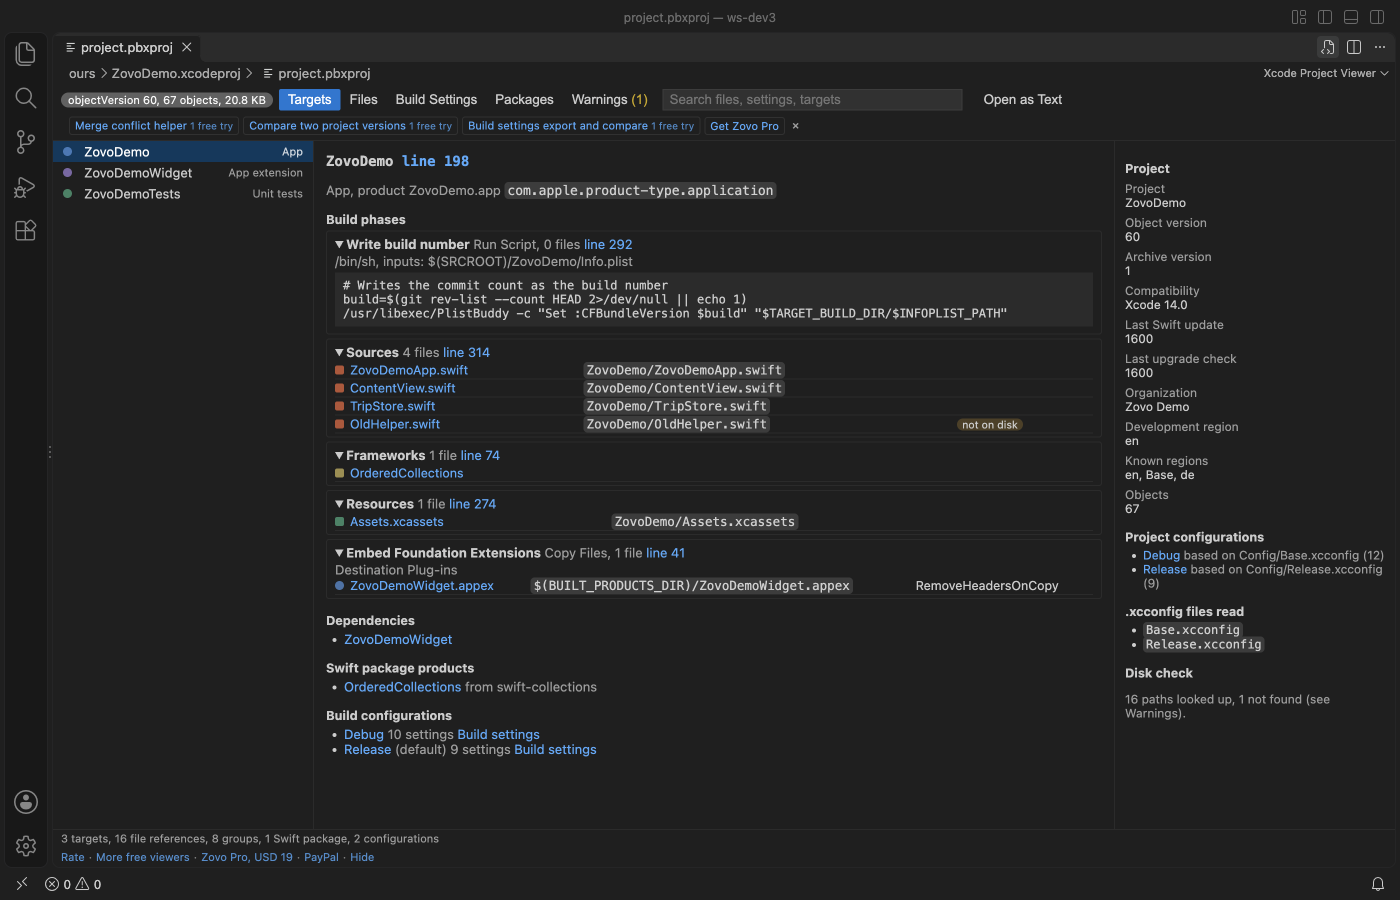 project.pbxproj — ws-dev3
project.pbxproj
ours > ZovoDemo.xcodeproj > project.pbxproj
Xcode Project Viewer
objectVersion 60, 67 objects, 20.8 KB
Targets
Files
Build Settings
Packages
Warnings (1)
Search files, settings, targets
Open as Text
Merge conflict helper 1 free try
Compare two project versions 1 free try
Build settings export and compare 1 free try
Get Zovo Pro
×
ZovoDemo App
ZovoDemoWidget App extension
ZovoDemoTests Unit tests
ZovoDemo line 198
App, product ZovoDemo.app com.apple.product-type.application
Build phases
Write build number Run Script, 0 files line 292
/bin/sh, inputs: $(SRCROOT)/ZovoDemo/Info.plist
# Writes the commit count as the build number
build=$(git rev-list --count HEAD 2>/dev/null || echo 1)
/usr/libexec/PlistBuddy -c "Set :CFBundleVersion $build" "$TARGET_BUILD_DIR/$INFOPLIST_PATH"
Sources 4 files line 314
ZovoDemoApp.swift ZovoDemo/ZovoDemoApp.swift
ContentView.swift ZovoDemo/ContentView.swift
TripStore.swift ZovoDemo/TripStore.swift
OldHelper.swift ZovoDemo/OldHelper.swift not on disk
Frameworks 1 file line 74
OrderedCollections
Resources 1 file line 274
Assets.xcassets ZovoDemo/Assets.xcassets
Embed Foundation Extensions Copy Files, 1 file line 41
Destination Plug-ins
ZovoDemoWidget.appex $(BUILT_PRODUCTS_DIR)/ZovoDemoWidget.appex RemoveHeadersOnCopy
Dependencies
• ZovoDemoWidget
Swift package products
• OrderedCollections from swift-collections
Build configurations
• Debug 10 settings Build settings
• Release (default) 9 settings Build settings
Project
Project
ZovoDemo
Object version
60
Archive version
1
Compatibility
Xcode 14.0
Last Swift update
1600
Last upgrade check
1600
Organization
Zovo Demo
Development region
en
Known regions
en, Base, de
Objects
67
Project configurations
• Debug based on Config/Base.xcconfig (12)
• Release based on Config/Release.xcconfig
(9)
.xcconfig files read
• Base.xcconfig
• Release.xcconfig
Disk check
16 paths looked up, 1 not found (see
Warnings).
3 targets, 16 file references, 8 groups, 1 Swift package, 2 configurations
Rate · More free viewers · Zovo Pro, USD 19 · PayPal · Hide
0 0